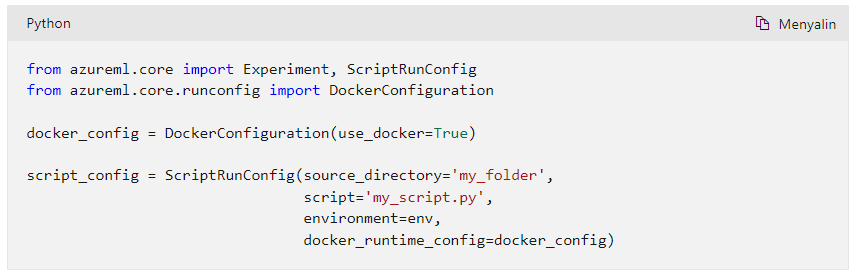 Python
Menyalin
from azureml.core import Experiment, ScriptRunConfig
from azureml.core.runconfig import DockerConfiguration
docker_config = DockerConfiguration(use_docker=True)
script_config = ScriptRunConfig(source_directory='my_folder',
script='my_script.py',
environment=env,
docker_runtime_config=docker_config)